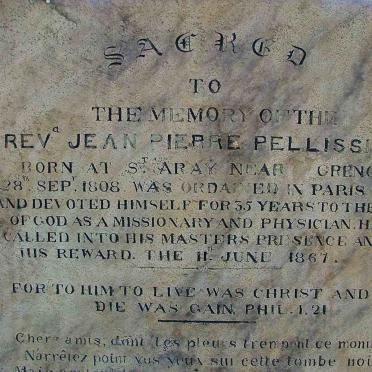 SACRED
TO
THE MEMORY OF THE
REVᵈ JEAN PIERRE PELLISSI
BORN AT Sᵗ ARAY NEAR GRENO
28ᵗʰ SEPᵗ 1808. WAS ORDAINED IN PARIS
AND DEVOTED HIMSELF FOR 35 YEARS TO THE
OF GOD AS A MISSIONARY AND PHYSICIAN. H
CALLED INTO HIS MASTERS PRESENCE AN
HIS REWARD. THE 11ᵗʰ JUNE 1867.
FOR TO HIM TO LIVE WAS CHRIST AND
DIE WAS GAIN. PHIL. 1. 21
Chers amis, dont les pleurs trempent ce monu
N'arrêtez point vos yeux sur cette tombe noi